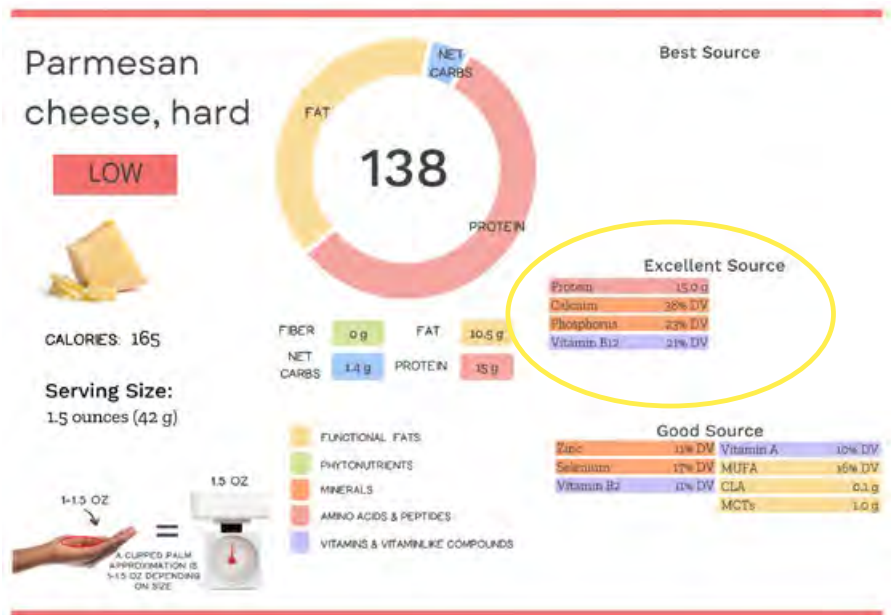 Parmesan
cheese, hard
LOW
CALORIES: 165
Serving Size:
1.5 ounces (42 g)
1-1.5 OZ
=
1.5 OZ
A CUPPED PALM
APPROXIMATION IS
1-1.5 OZ DEPENDING
ON SIZE
NET
CARBS
FAT
138
PROTEIN
FIBER 0 g FAT 10.5 g
NET
CARBS 1.4 g PROTEIN 15 g
FUNCTIONAL FATS
PHYTONUTRIENTS
MINERALS
AMINO ACIDS & PEPTIDES
VITAMINS & VITAMINLIKE COMPOUNDS
Best Source
Excellent Source
Protein 15.0 g
Calcium 38% DV
Phosphorus 23% DV
Vitamin B12 21% DV
Good Source
Zinc 11% DV Vitamin A 10% DV
Selenium 17% DV MUFA 16% DV
Vitamin B2 11% DV CLA 0.1 g
MCTs 1.0 g